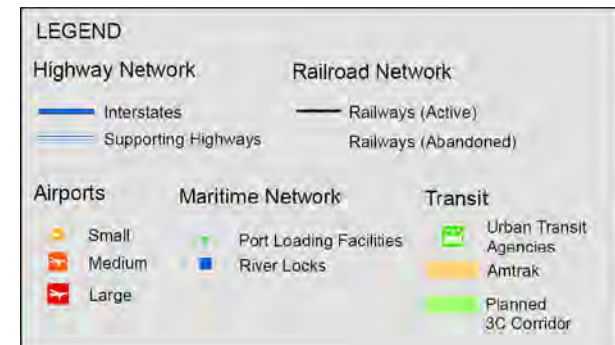 LEGEND
Highway Network
Railroad Network
Interstates
Railways (Active)
Supporting Highways
Railways (Abandoned)
Airports
Maritime Network
Transit
Small
Medium
Large
Port Loading Facilities
River Locks
Urban Transit
Agencies
Amtrak
Planned
3C Corridor